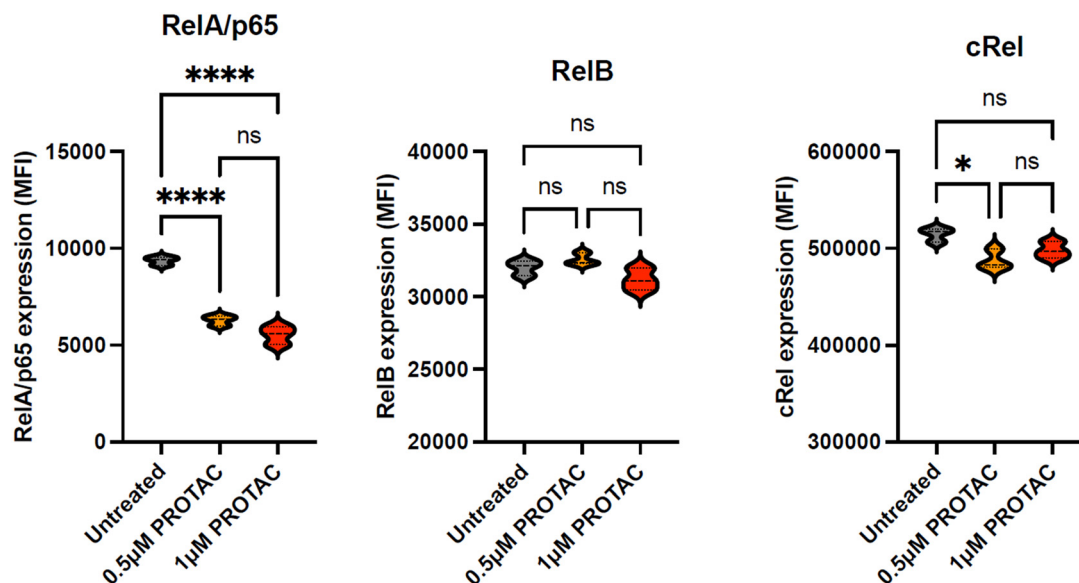 RelA/p65
****
ns
****
RelA/p65 expression (MFI)
15000
10000
5000
0
Untreated
0.5µM PROTAC
1µM PROTAC
RelB
ns
ns
ns
RelB expression (MFI)
40000
35000
30000
25000
20000
Untreated
0.5µM PROTAC
1µM PROTAC
cRel
ns
*
ns
cRel expression (MFI)
600000
500000
400000
300000
Untreated
0.5µM PROTAC
1µM PROTAC